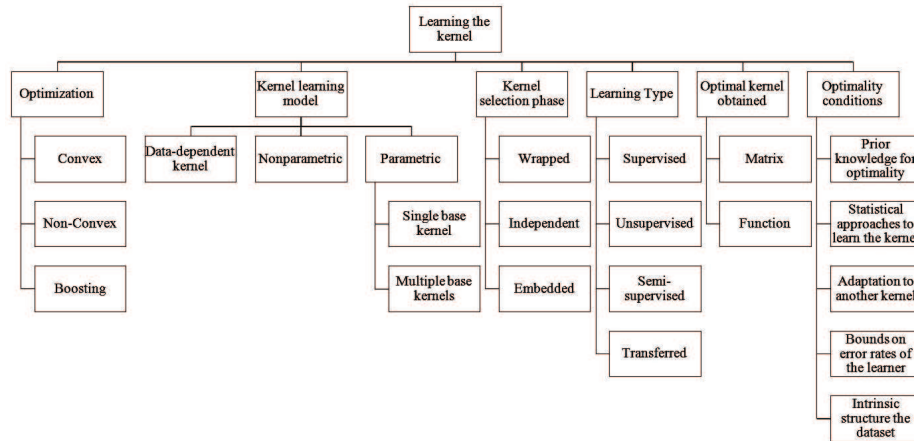 Learning the
kernel
Optimization
Convex
Non-Convex
Boosting
Kernel learning
model
Data-dependent
kernel
Nonparametric
Parametric
Single base
kernel
Multiple base
kernels
Kernel
selection phase
Wrapped
Independent
Embedded
Learning Type
Supervised
Unsupervised
Semi-
supervised
Transferred
Optimal kernel
obtained
Matrix
Function
Optimality
conditions
Prior
knowledge for
optimality
Statistical
approaches to
learn the kernel
Adaptation to
another kernel
Bounds on
error rates of
the learner
Intrinsic
structure the
dataset